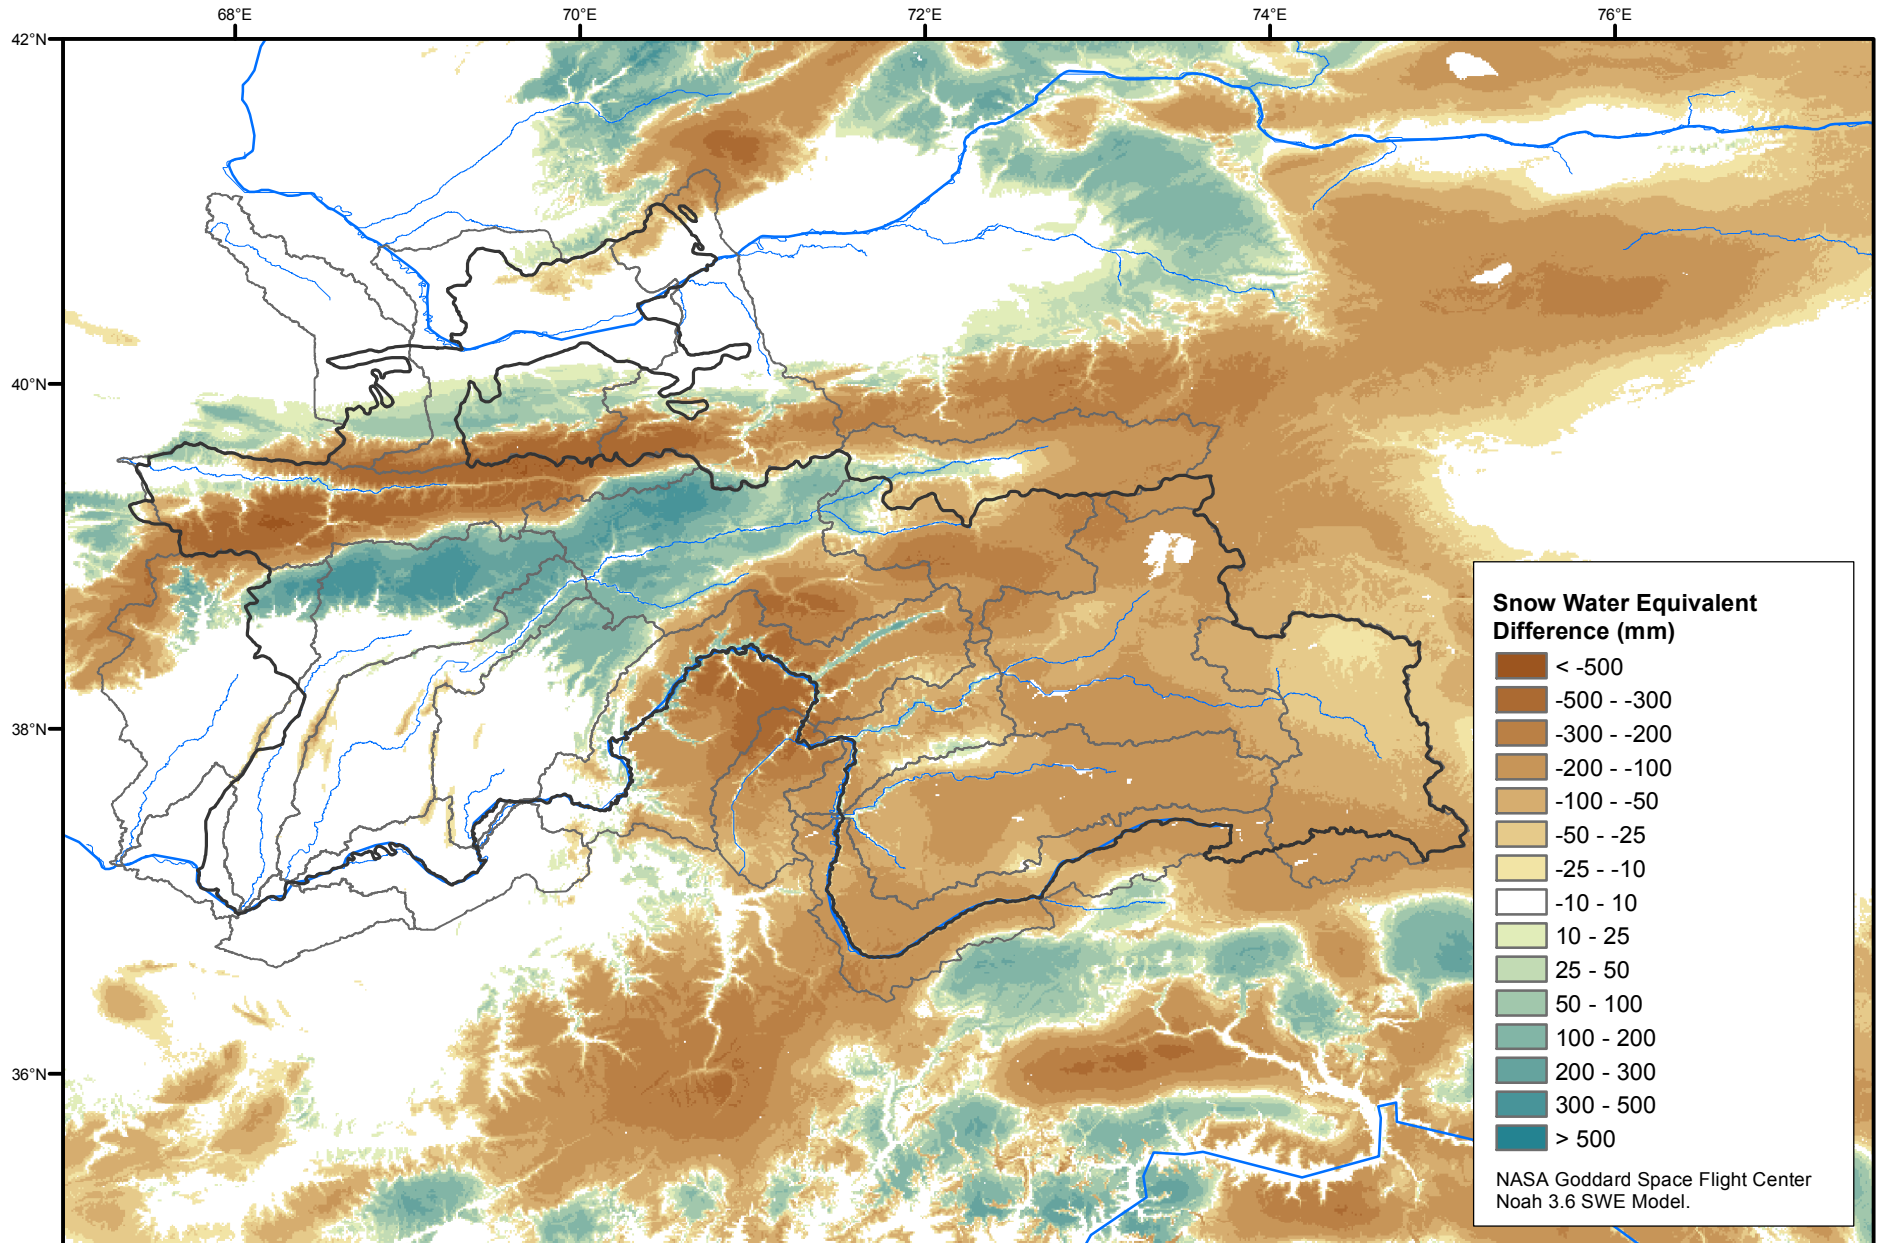 68°E 70°E 72°E 74°E 76°E
42°N
40°N
38°N
36°N
Snow Water Equivalent
Difference (mm)
< -500
-500 - -300
-300 - -200
-200 - -100
-100 - -50
-50 - -25
-25 - -10
-10 - 10
10 - 25
25 - 50
50 - 100
100 - 200
200 - 300
300 - 500
> 500
NASA Goddard Space Flight Center
Noah 3.6 SWE Model.